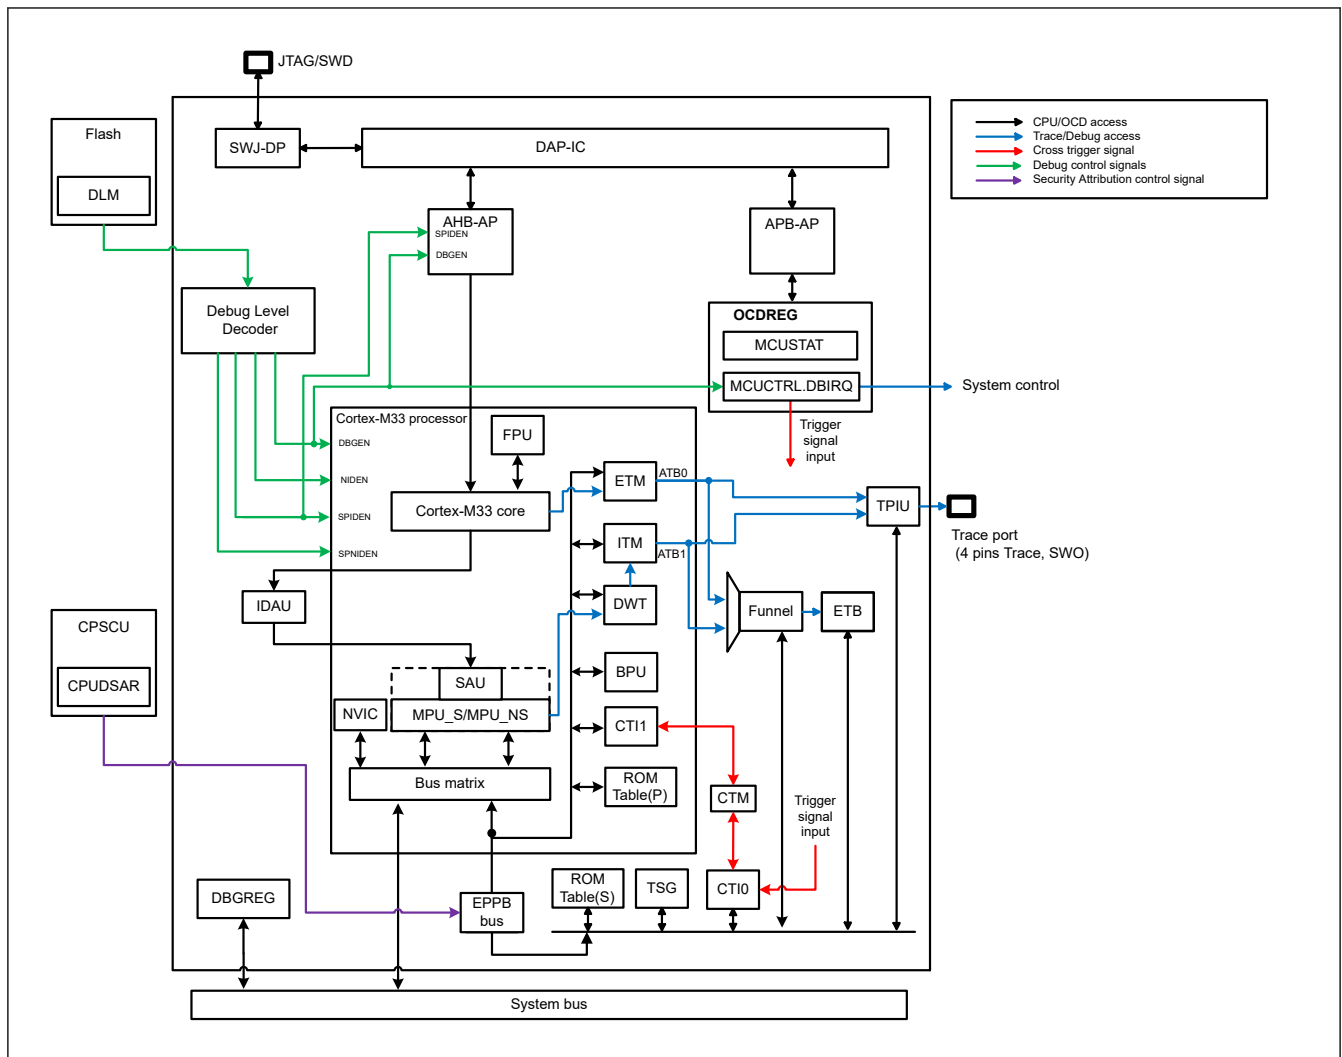 JTAG/SWD
Flash
DLM
SWJ-DP
DAP-IC
CPU/OCD access
Trace/Debug access
Cross trigger signal
Debug control signals
Security Attribution control signal
AHB-AP
SPIDEN
DBGEN
APB-AP
Debug Level
Decoder
OCDREG
MCUSTAT
MCUCTRL.DBIRQ
System control
Trigger
signal
input
Cortex-M33 processor
DBGEN
NIDEN
SPIDEN
SPNIDEN
FPU
Cortex-M33 core
ETM
ATB0
ITM
ATB1
DWT
TPIU
Trace port
(4 pins Trace, SWO)
Funnel
ETB
IDAU
CPSCU
CPUDSAR
SAU
MPU_S/MPU_NS
NVIC
Bus matrix
BPU
CTI1
ROM
Table(P)
CTM
Trigger
signal
input
CTI0
ROM
Table(S)
TSG
DBGREG
EPPB
bus
System bus